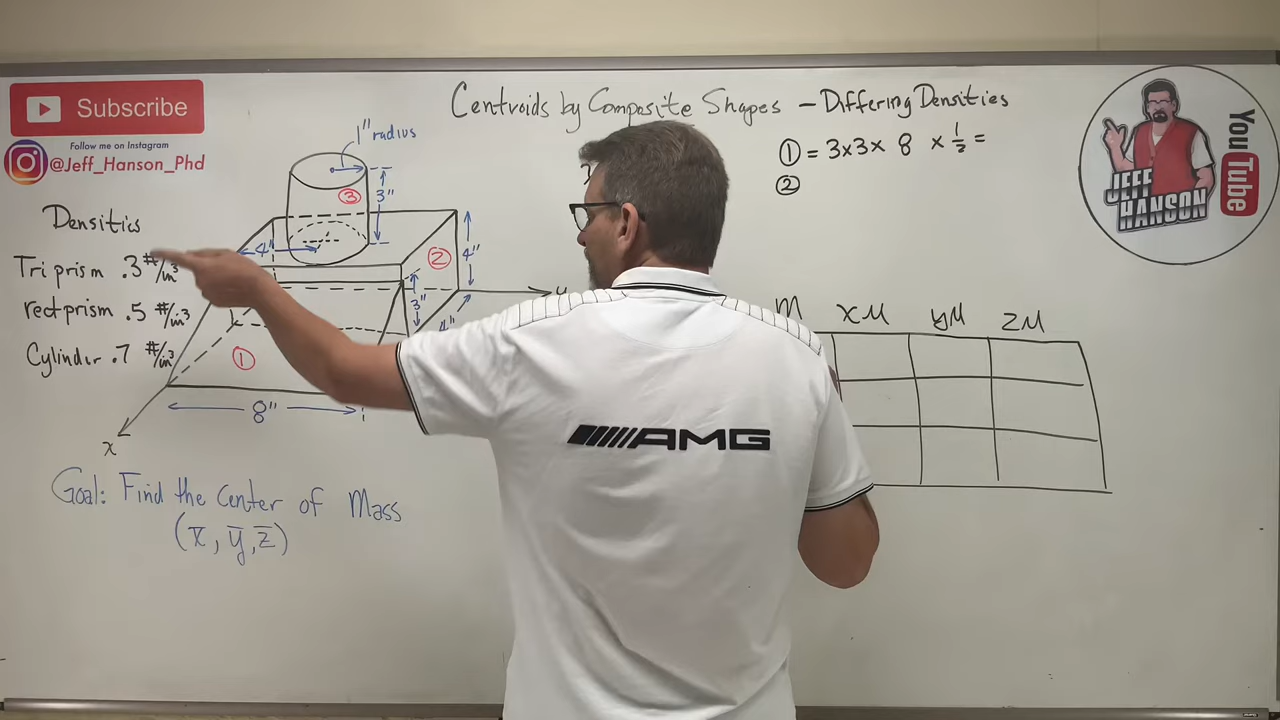 Subscribe
Follow me on Instagram
@Jeff_Hanson_Phd
Centroids by Composite Shapes - Differing Densities
① = 3x3x 8 x ½ =
②
YouTube
JEFF
HANSON
1" radius
③
3"
4"
②
4"
3"
4"
①
8"
x
Densities
Tri prism .3 #/in³
rect prism .5 #/in³
Cylinder .7 #/in³
M xM yM zM
AMG
Goal: Find the Center of Mass
(x̄, ȳ, z̄)